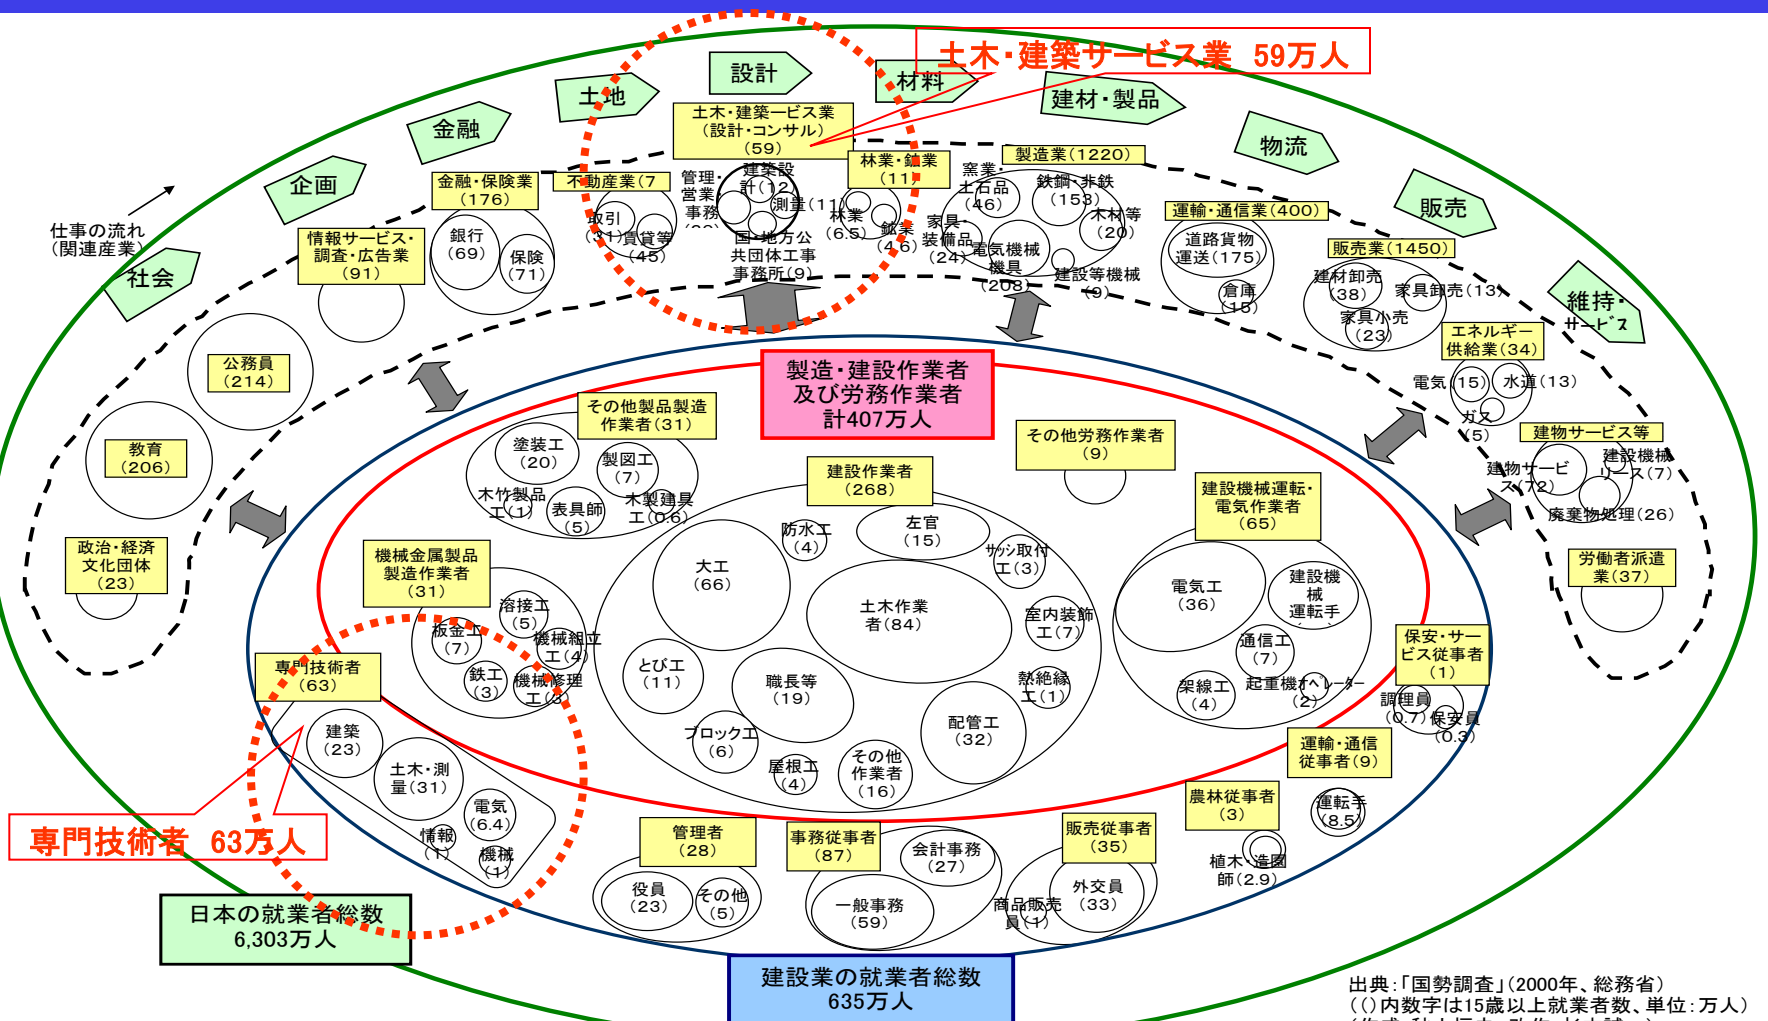 土木・建築サービス業 59万人
設計
材料
土地
建材・製品
金融
物流
企画
販売
社会
維持・
サービス
仕事の流れ
（関連産業）
土木・建築ービス業
（設計・コンサル）
（59）
林業・鉱業
（11）
製造業（1220）
金融・保険業
（176）
不動産業（7
運輸・通信業（400）
販売業（1450）
情報サービス・
調査・広告業
（91）
銀行
（69）
保険
（71）
取引
（31）
賃貸等
（45）
管理・
営業・
事務
建築設
計（12）
測量（11）
国・地方公
共団体工事
事務所（9）
林業
（6.5）
鉱業
（4.6）
窯業・
土石品
（46）
鉄鋼・非鉄
（153）
木材等
（20）
家具・
装備品
（24）
電気機械
機具
（208）
建設等機械
（9）
道路貨物
運送（175）
倉庫
（15）
建材卸売
（38）
家具卸売（13）
家具小売
（23）
エネルギー
供給業（34）
電気（15）
水道（13）
ガス
（5）
建物サービス等
建物サービ
ス（72）
建設機械
リース（7）
廃棄物処理（26）
労働者派遣
業（37）
公務員
（214）
教育
（206）
政治・経済
文化団体
（23）
製造・建設作業者
及び労務作業者
計407万人
その他製品製造
作業者（31）
塗装工
（20）
製図工
（7）
木竹製品
工（1）
表具師
（5）
木製建具
工（0.6）
その他労務作業者
（9）
建設作業者
（268）
左官
（15）
防水工
（4）
サッシ取付
工（3）
大工
（66）
土木作業
者（84）
室内装飾
工（7）
とび工
（11）
職長等
（19）
熱絶縁
工（1）
配管工
（32）
ブロック工
（6）
屋根工
（4）
その他
作業者
（16）
建設機械運転・
電気作業者
（65）
電気工
（36）
建設機
械
運転手
通信工
（7）
架線工
（4）
起重機オペレーター
（2）
機械金属製品
製造作業者
（31）
溶接工
（5）
板金工
（7）
機械組立
工（4）
鉄工
（3）
機械修理
工（3）
保安・サー
ビス従事者
（1）
調理員
（0.7）
保安員
（0.3）
運輸・通信
従事者（9）
運転手
（8.5）
農林従事者
（3）
植木・造園
師（2.9）
専門技術者
（63）
建築
（23）
土木・測
量（31）
電気
（6.4）
情報
（1）
機械
（1）
専門技術者 63万人
管理者
（28）
役員
（23）
その他
（5）
事務従事者
（87）
会計事務
（27）
一般事務
（59）
販売従事者
（35）
外交員
（33）
商品販売
員（1）
日本の就業者総数
6,303万人
建設業の就業者総数
635万人
出典：「国勢調査」（2000年、総務省）
（（）内数字は15歳以上就業者数、単位：万人）